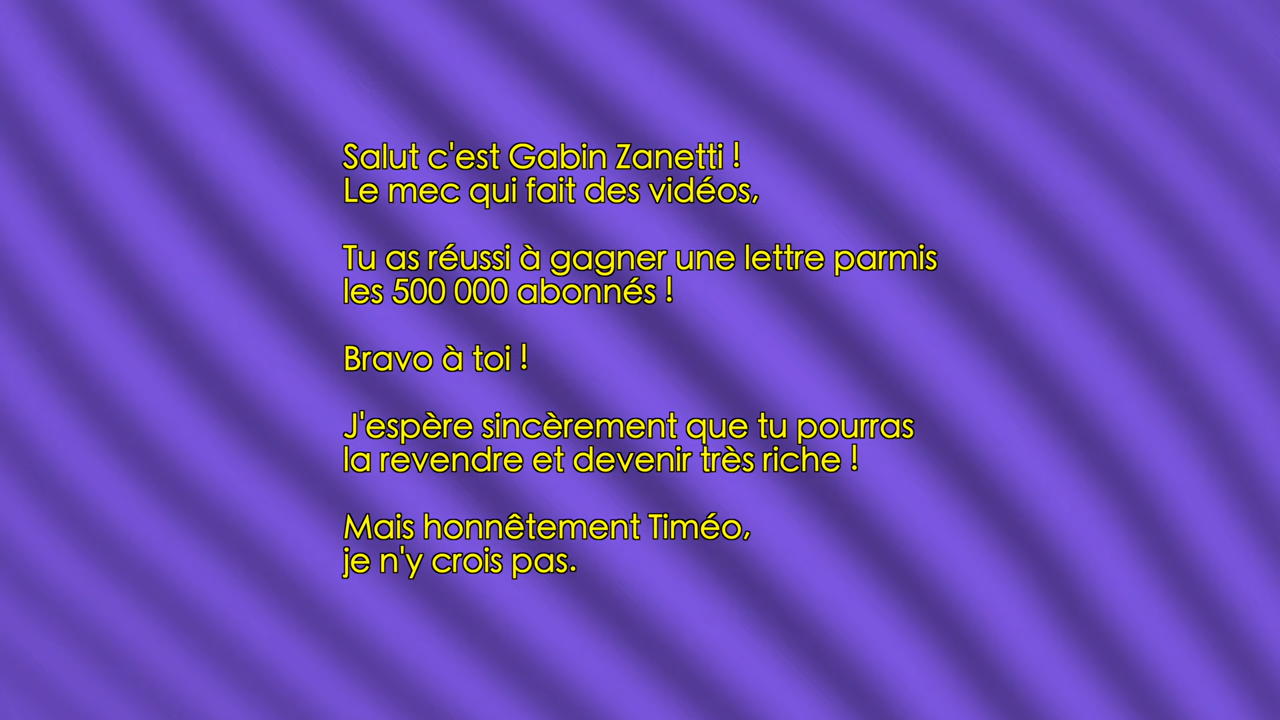 Salut c'est Gabin Zanetti !
Le mec qui fait des vidéos,
Tu as réussi à gagner une lettre parmis
les 500 000 abonnés !
Bravo à toi !
J'espère sincèrement que tu pourras
la revendre et devenir très riche !
Mais honnêtement Timéo,
je n'y crois pas.